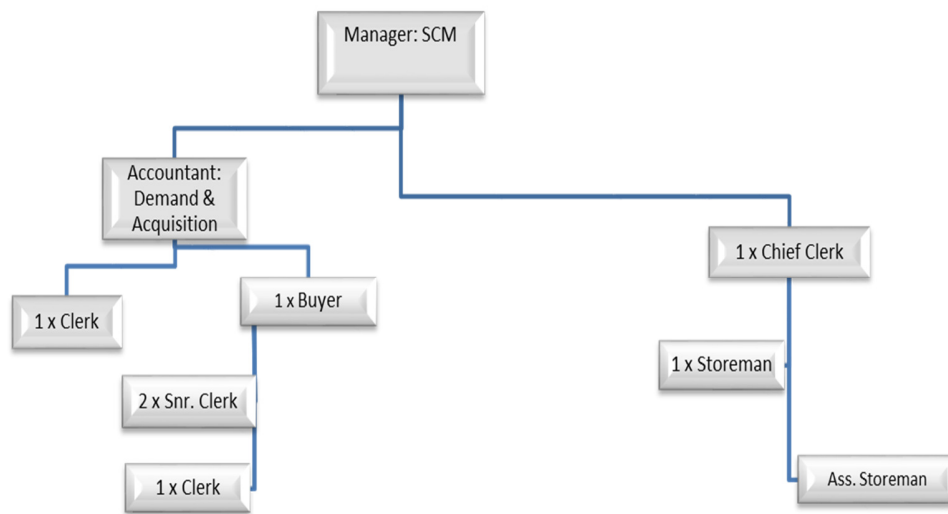 Manager: SCM
Accountant:
Demand &
Acquisition
1 x Chief Clerk
1 x Clerk
1 x Buyer
1 x Storeman
2 x Snr. Clerk
1 x Clerk
Ass. Storeman